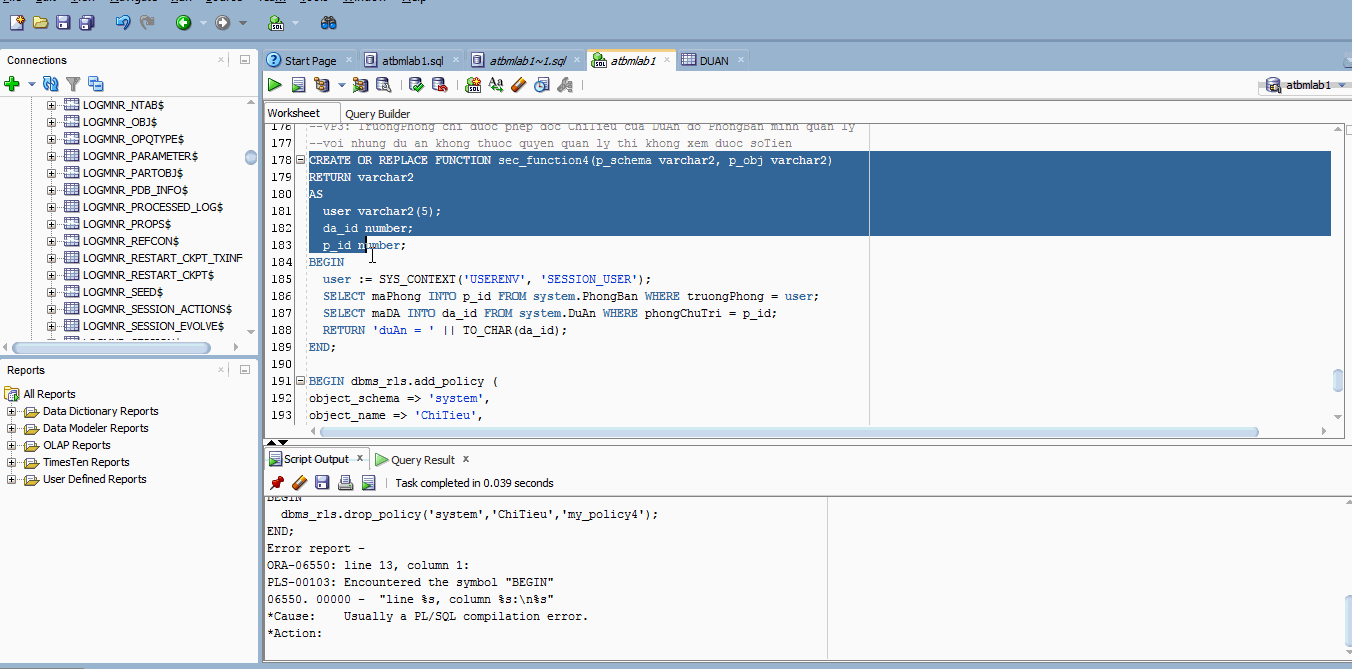 Connections
LOGMNR_NTAB$
LOGMNR_OBJ$
LOGMNR_OPQTYPE$
LOGMNR_PARAMETER$
LOGMNR_PARTOBJ$
LOGMNR_PDB_INFO$
LOGMNR_PROCESSED_LOG$
LOGMNR_PROPS$
LOGMNR_REFCON$
LOGMNR_RESTART_CKPT_TXINF
LOGMNR_RESTART_CKPT$
LOGMNR_SEED$
LOGMNR_SESSION_ACTIONS$
LOGMNR_SESSION_EVOLVE$
Reports
All Reports
Data Dictionary Reports
Data Modeler Reports
OLAP Reports
TimesTen Reports
User Defined Reports
Start Page
atbmlab1.sql
atbmlab1~1.sql
atbmlab1
DUAN
atbmlab1
Worksheet
Query Builder
176 --VP3: TruongPhong chi duoc phep doc ChiTieu cua DuAn do PhongBan minh quan ly
177 --voi nhung du an khong thuoc quyen quan ly thi khong xem duoc soTien
178 CREATE OR REPLACE FUNCTION sec_function4(p_schema varchar2, p_obj varchar2)
179 RETURN varchar2
180 AS
181 user varchar2(5);
182 da_id number;
183 p_id number;
184 BEGIN
185 user := SYS_CONTEXT('USERENV', 'SESSION_USER');
186 SELECT maPhong INTO p_id FROM system.PhongBan WHERE truongPhong = user;
187 SELECT maDA INTO da_id FROM system.DuAn WHERE phongChuTri = p_id;
188 RETURN 'duAn = ' || TO_CHAR(da_id);
189 END;
190
191 BEGIN dbms_rls.add_policy (
192 object_schema => 'system',
193 object_name => 'ChiTieu',
Script Output
Query Result
Task completed in 0.039 seconds
BEGIN
dbms_rls.drop_policy('system','ChiTieu','my_policy4');
END;
Error report -
ORA-06550: line 13, column 1:
PLS-00103: Encountered the symbol "BEGIN"
06550. 00000 - "line %s, column %s:\n%s"
*Cause: Usually a PL/SQL compilation error.
*Action: